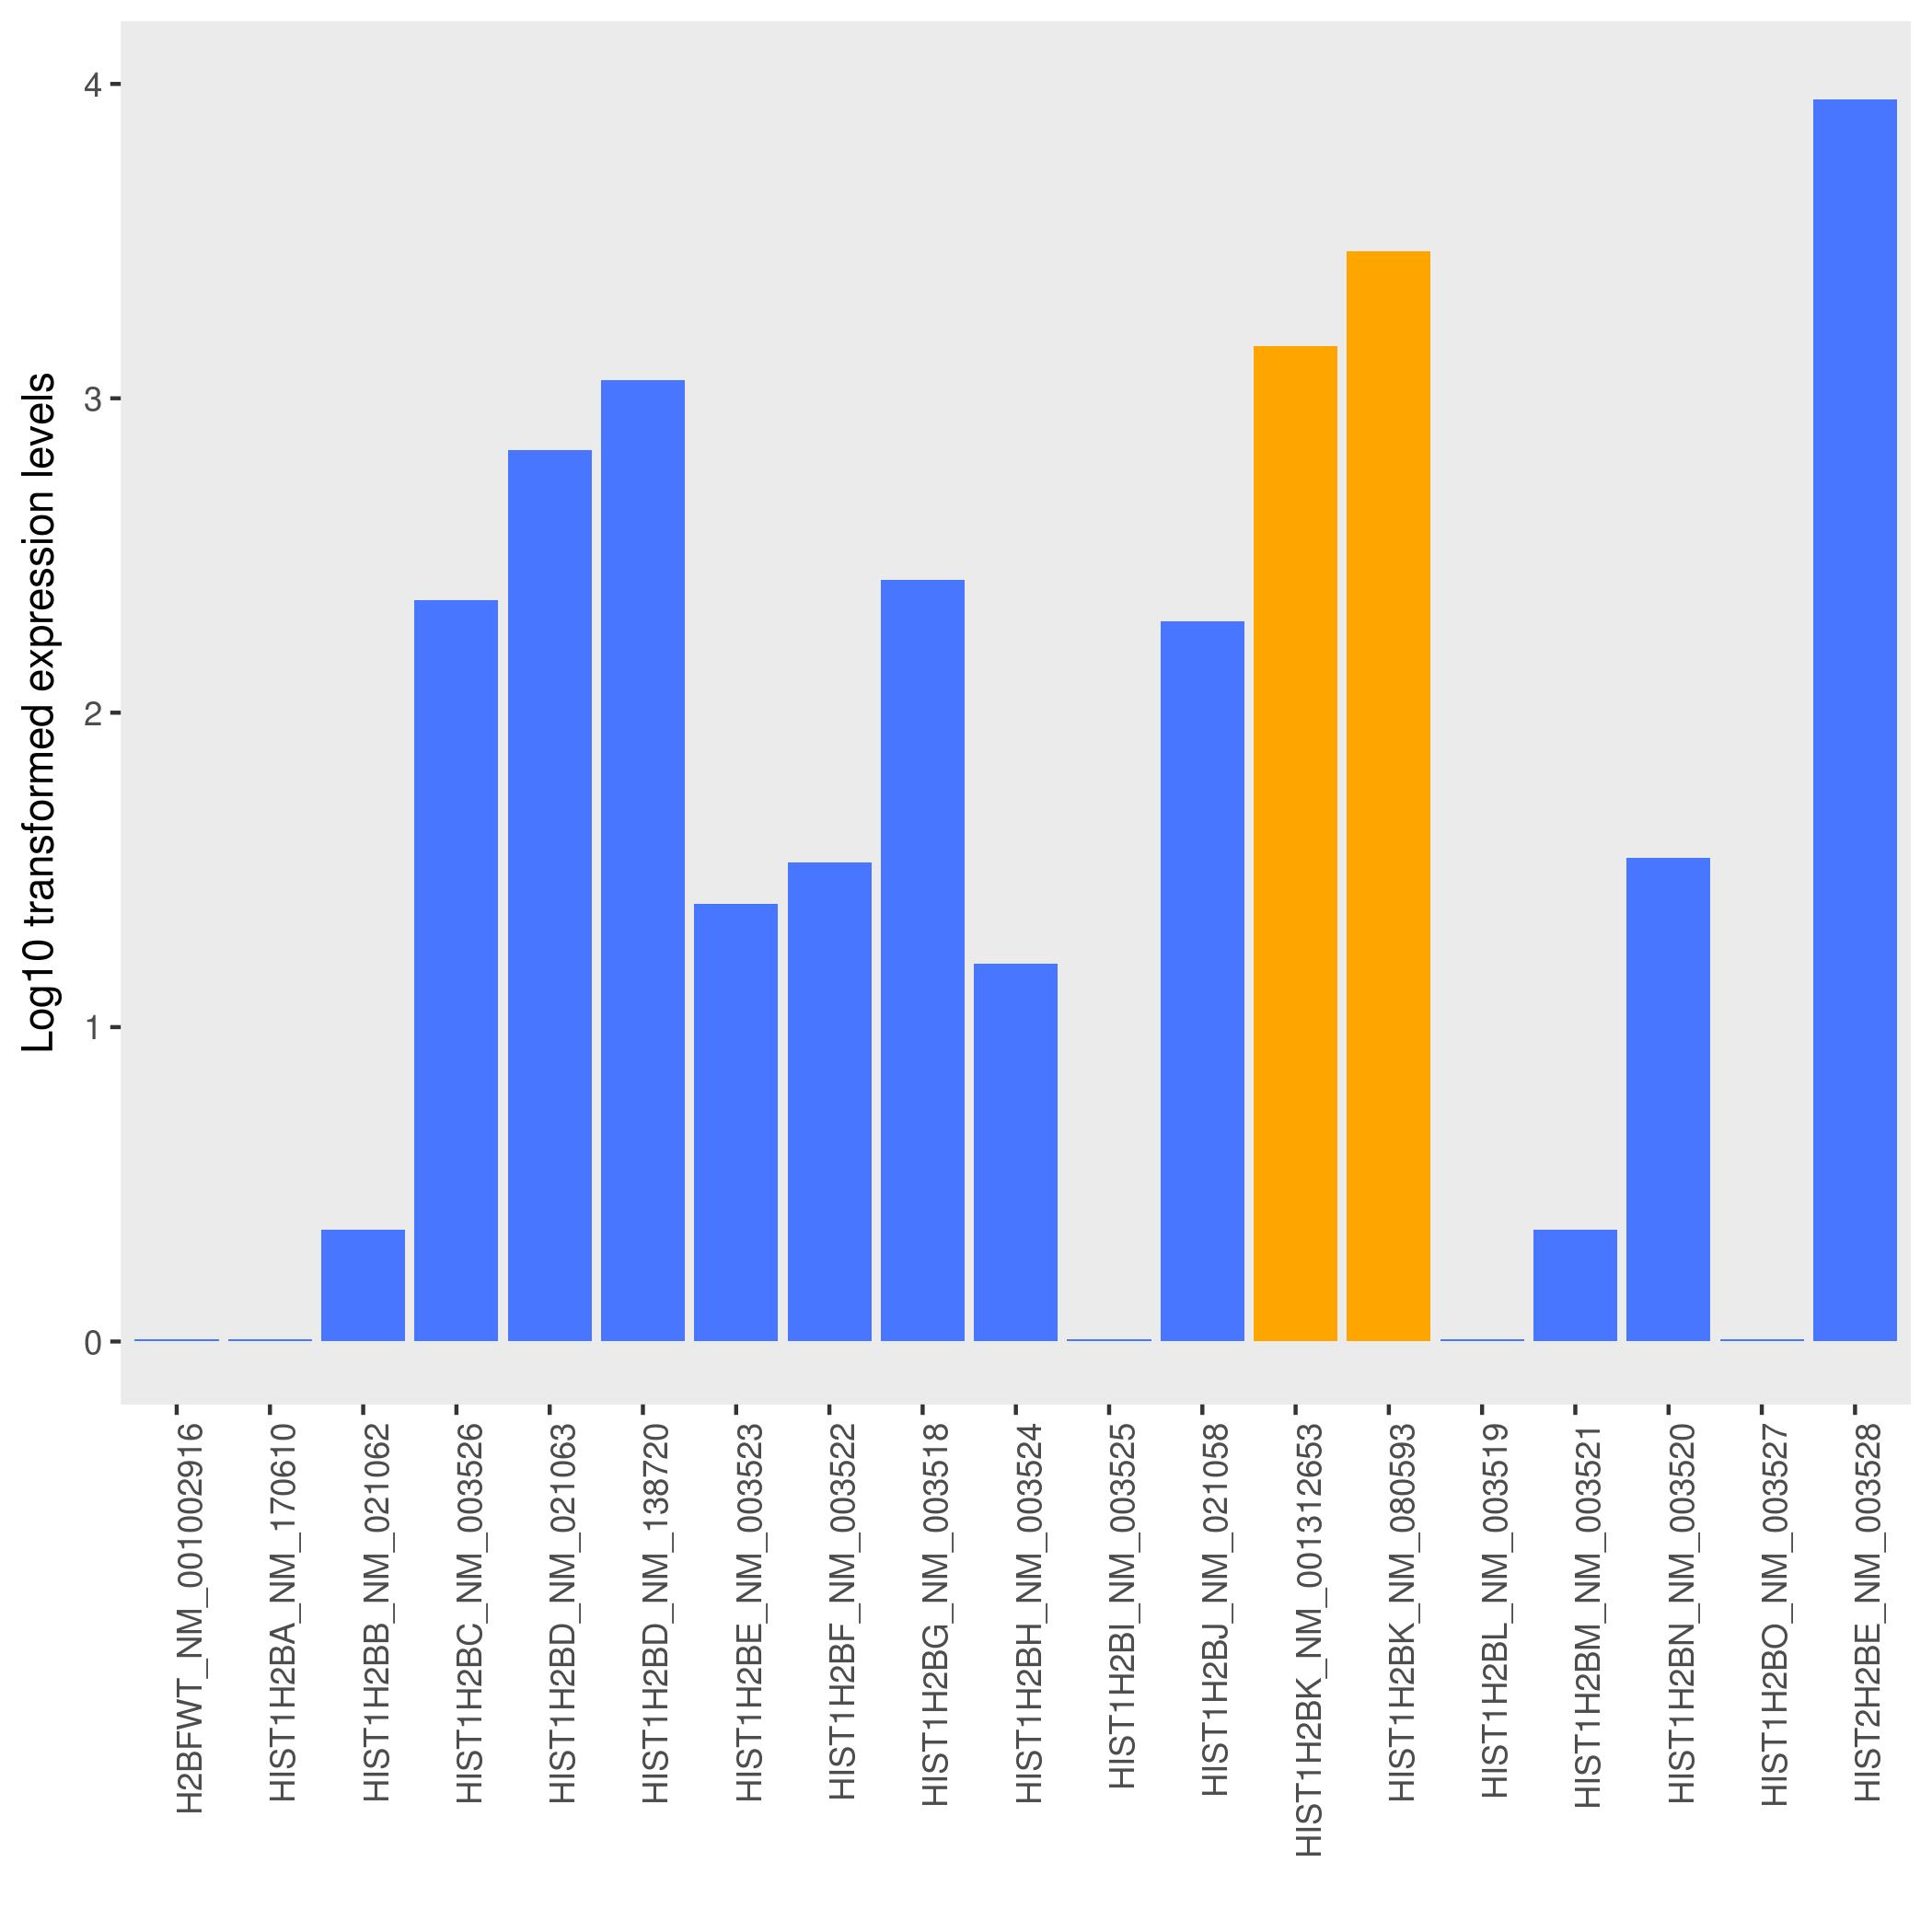 Log10 transformed expression levels
4
3
2
1
0
H2BFWT_NM_001002916
HIST1H2BA_NM_170610
HIST1H2BB_NM_021062
HIST1H2BC_NM_003526
HIST1H2BD_NM_021063
HIST1H2BD_NM_138720
HIST1H2BE_NM_003523
HIST1H2BF_NM_003522
HIST1H2BG_NM_003518
HIST1H2BH_NM_003524
HIST1H2BI_NM_003525
HIST1H2BJ_NM_021058
HIST1H2BK_NM_001312653
HIST1H2BK_NM_080593
HIST1H2BL_NM_003519
HIST1H2BM_NM_003521
HIST1H2BN_NM_003520
HIST1H2BO_NM_003527
HIST2H2BE_NM_003528